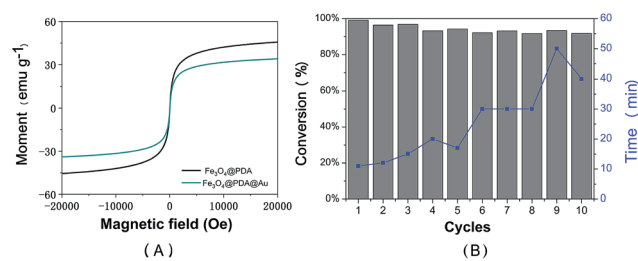 60
30
0
-30
-60
Moment (emu g⁻¹)
Fe₃O₄@PDA
Fe₃O₄@PDA@Au
-20000 -10000 0 10000 20000
Magnetic field (Oe)
(A)
100%
80%
60%
40%
20%
0%
Conversion (%)
1 2 3 4 5 6 7 8 9 10
Cycles
60
50
40
30
20
10
0
Time (min)
(B)